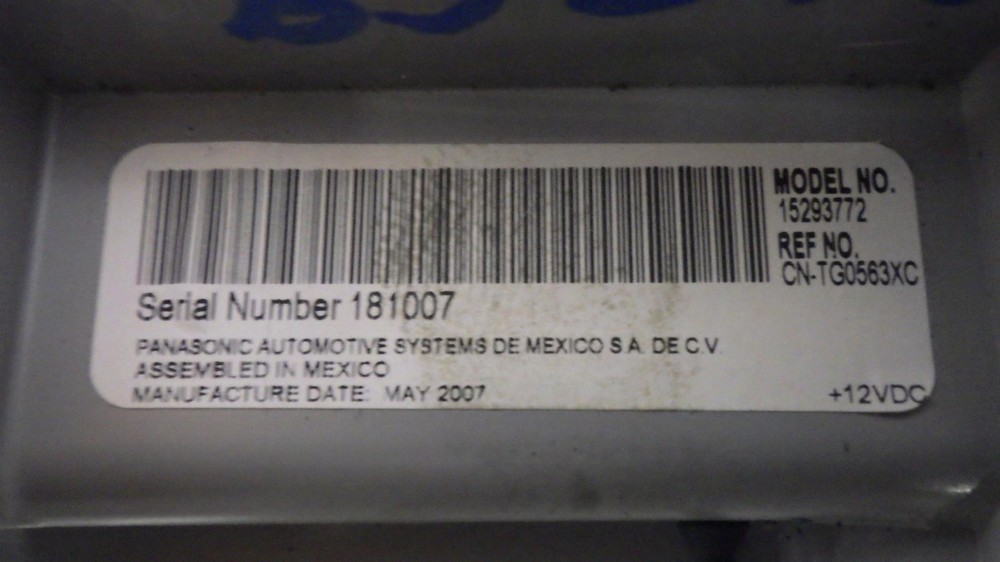 MODEL NO.
15293772
REF NO.
CN-TG0563XC
Serial Number 181007
PANASONIC AUTOMOTIVE SYSTEMS DE MEXICO S.A. DE C.V.
ASSEMBLED IN MEXICO
MANUFACTURE DATE: MAY 2007
+12VDC